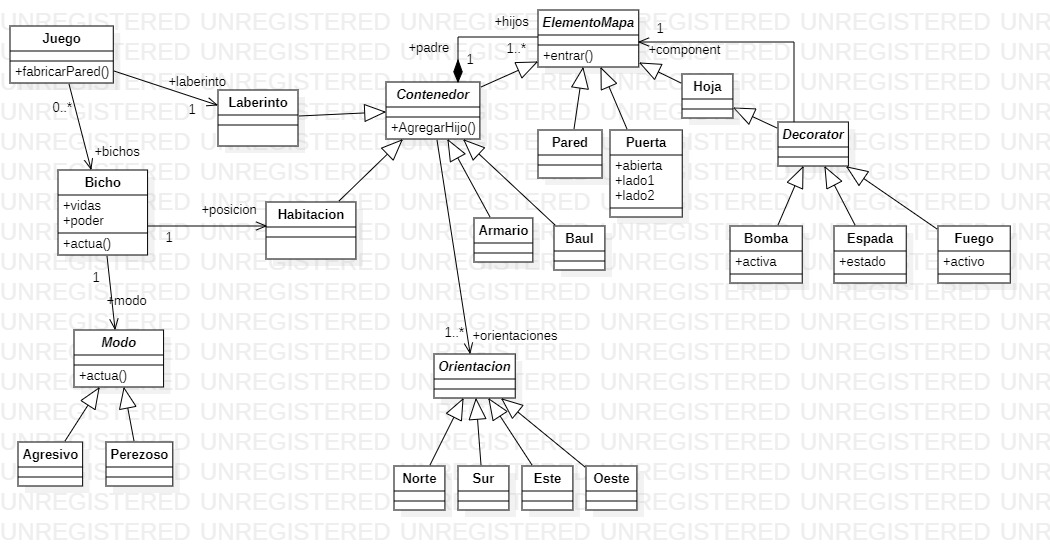 +hijos
ElementoMapa
1
Juego
+padre
1..*
+entrar()
+component
+fabricarPared()
1
+laberinto
Hoja
Contenedor
0..*
1
Laberinto
+AgregarHijo()
Pared
Puerta
Decorator
+bichos
+abierta
+lado1
+lado2
Bicho
+vidas
+poder
+actua()
+posicion
1
Habitacion
Armario
Baul
Bomba
+activa
Espada
+estado
Fuego
+activo
1
+modo
Modo
+actua()
1..*
+orientaciones
Orientacion
Agresivo
Perezoso
Norte
Sur
Este
Oeste
UNREGISTERED UNREGISTERED UNREGISTERED UNREGISTERED UNREGISTERED